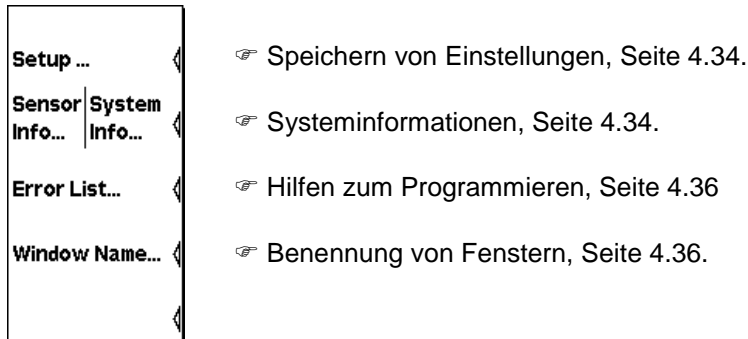 Setup ...
☞ Speichern von Einstellungen, Seite 4.34.
Sensor System
Info... Info...
☞ Systeminformationen, Seite 4.34.
Error List...
☞ Hilfen zum Programmieren, Seite 4.36
Window Name...
☞ Benennung von Fenstern, Seite 4.36.